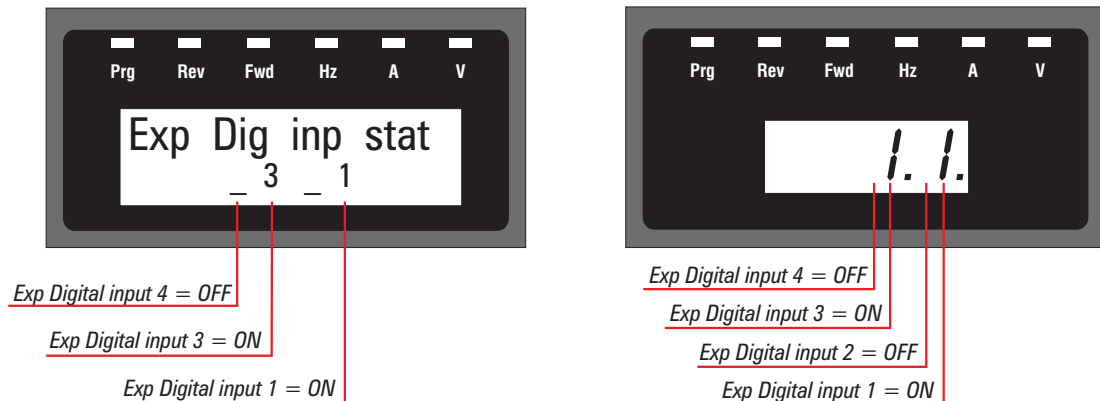 Prg Rev Fwd Hz A V
Exp Dig inp stat
_ 3 _ 1
Exp Digital input 4 = OFF
Exp Digital input 3 = ON
Exp Digital input 1 = ON
Prg Rev Fwd Hz A V
1. 1.
Exp Digital input 4 = OFF
Exp Digital input 3 = ON
Exp Digital input 2 = OFF
Exp Digital input 1 = ON